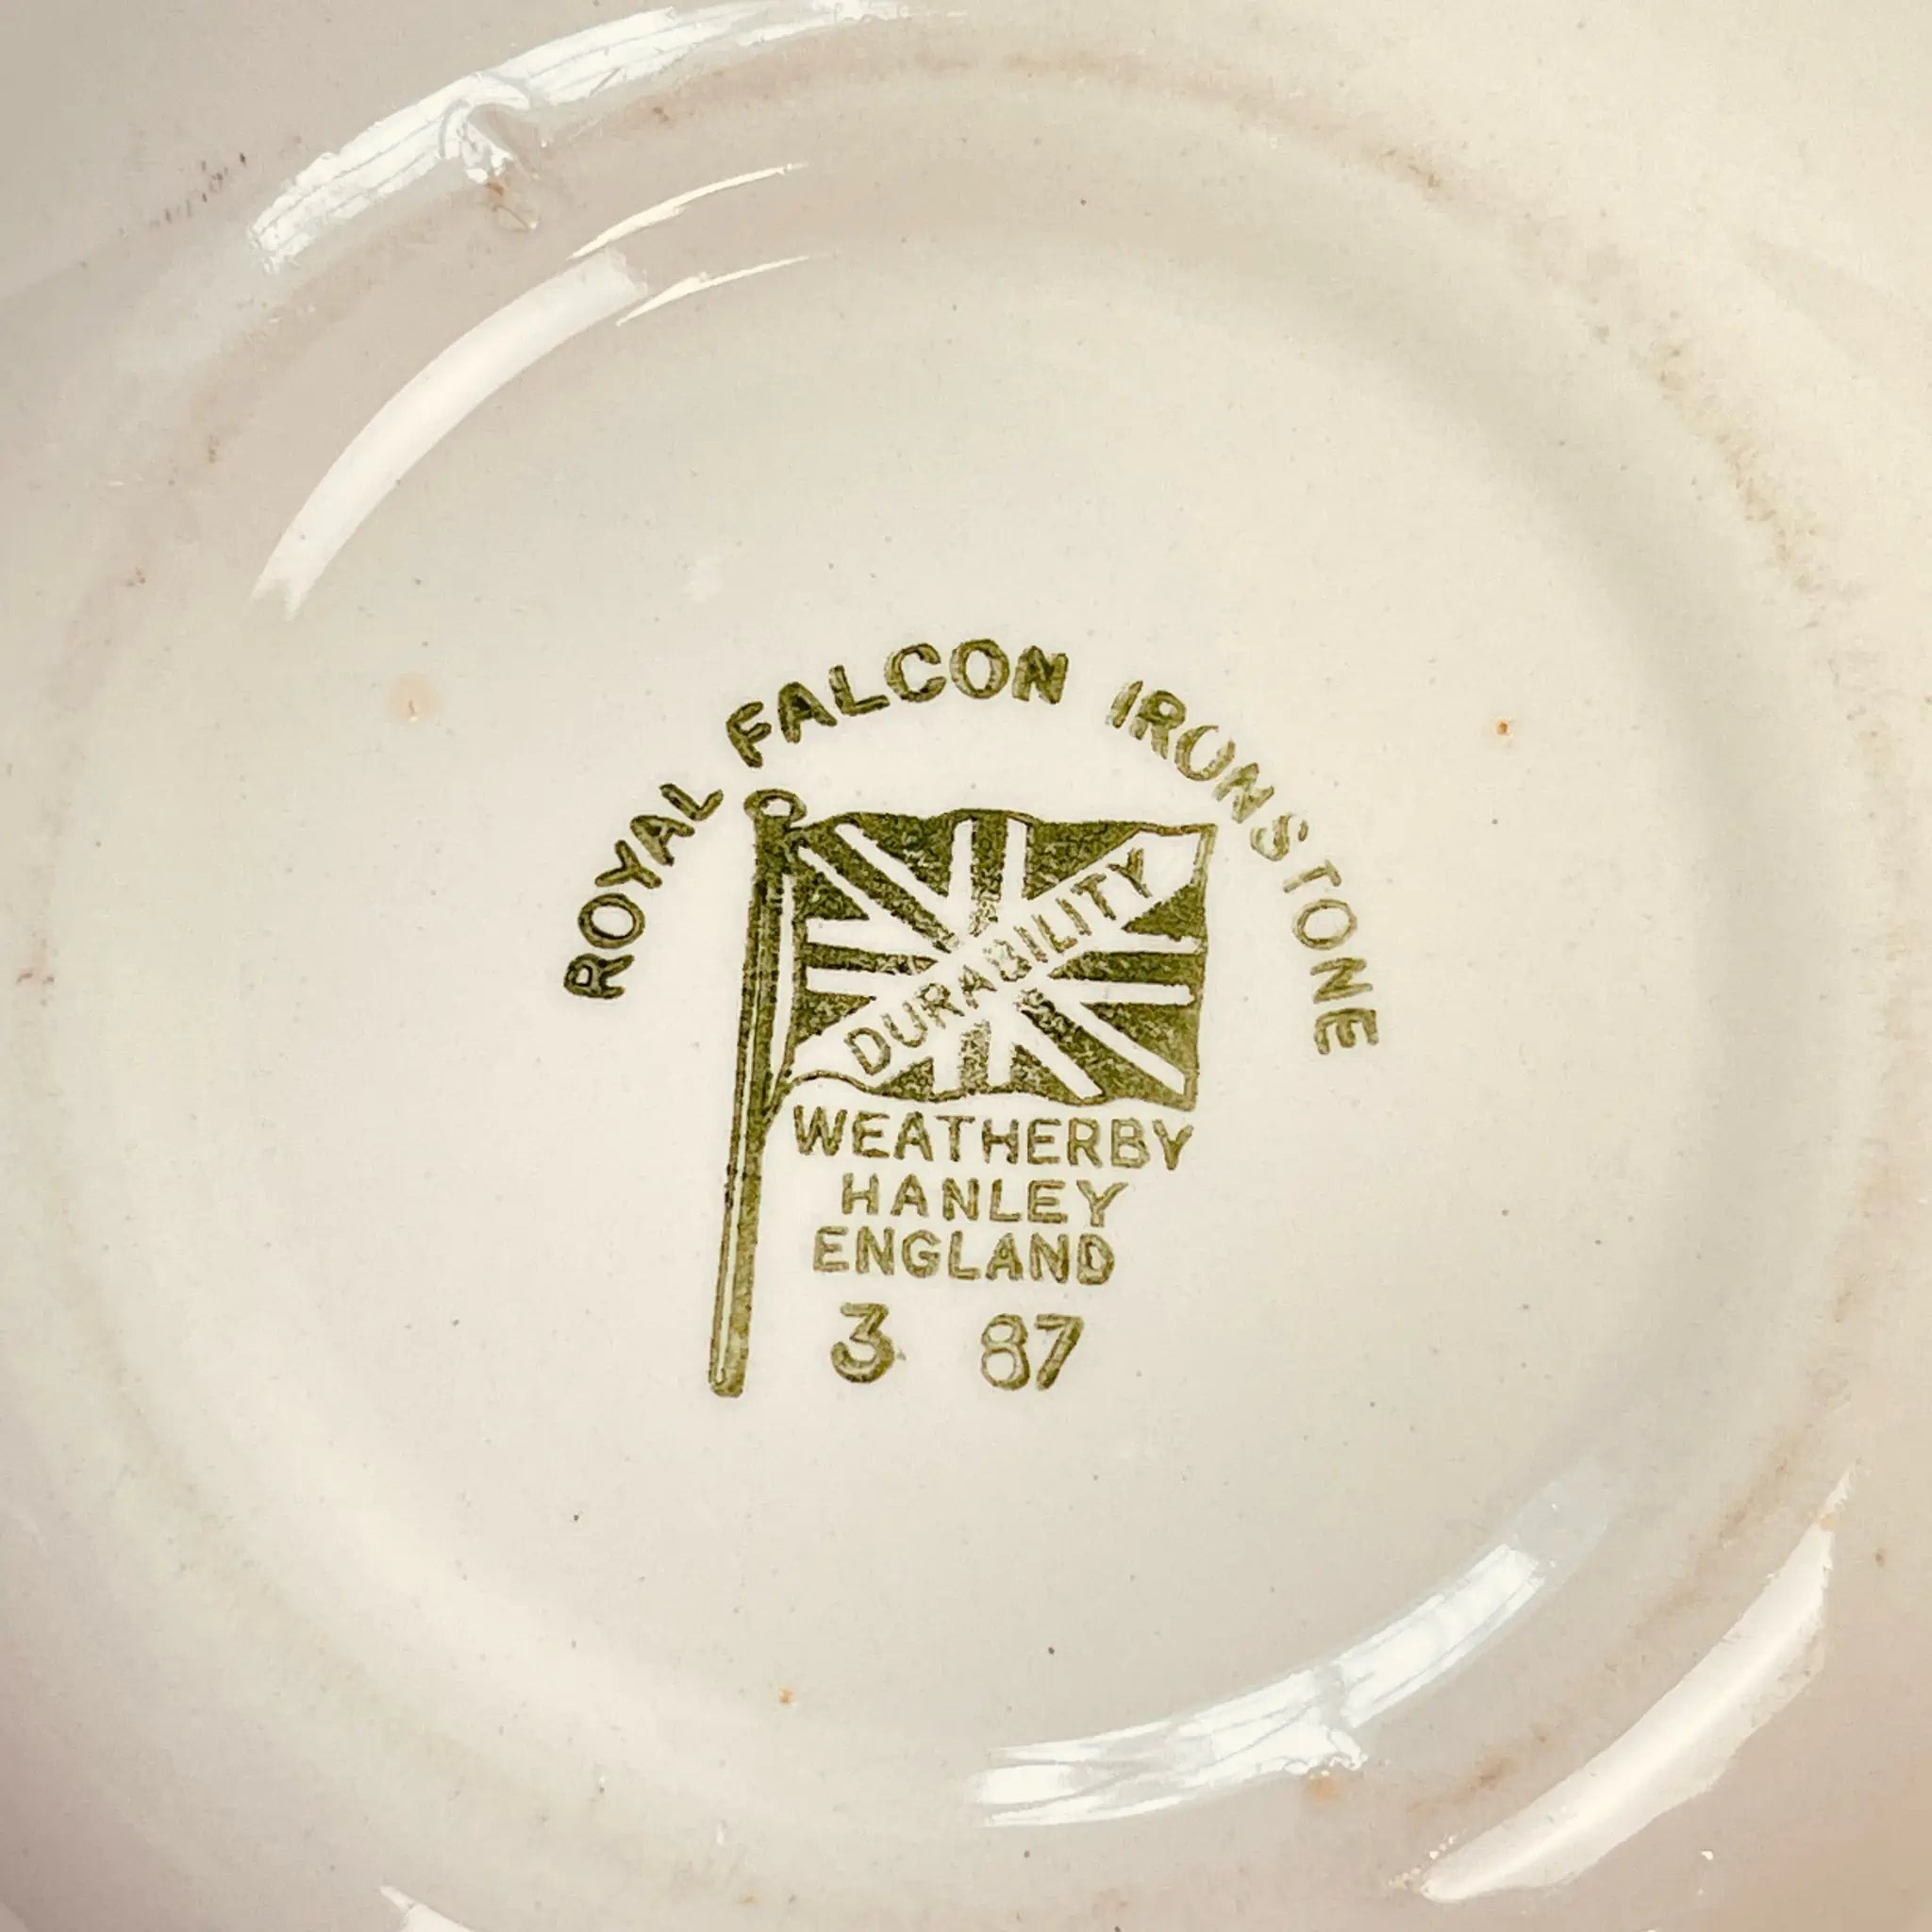 ROYAL FALCON IRONSTONE
DURABILITY
WEATHERBY
HANLEY
ENGLAND
3 87